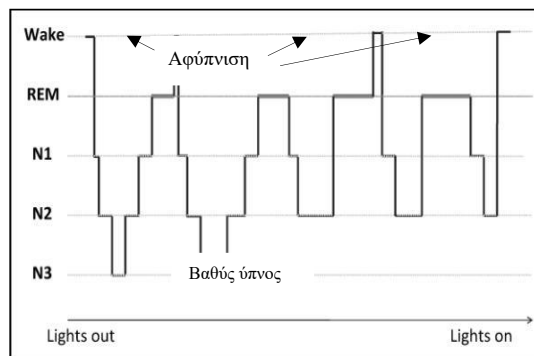 Wake
Αφύπνιση
REM
N1
N2
Βαθύς ύπνος
N3
Lights out
Lights on